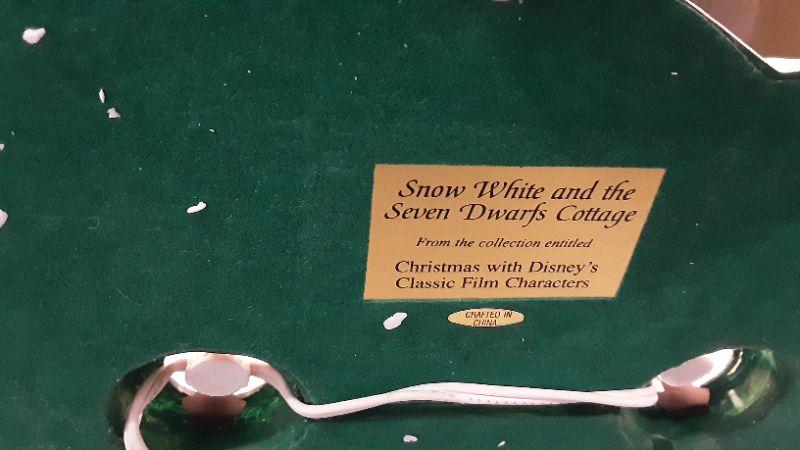 Snow White and the
Seven Dwarfs Cottage
From the collection entitled
Christmas with Disney's
Classic Film Characters
CRAFTED IN
CHINA